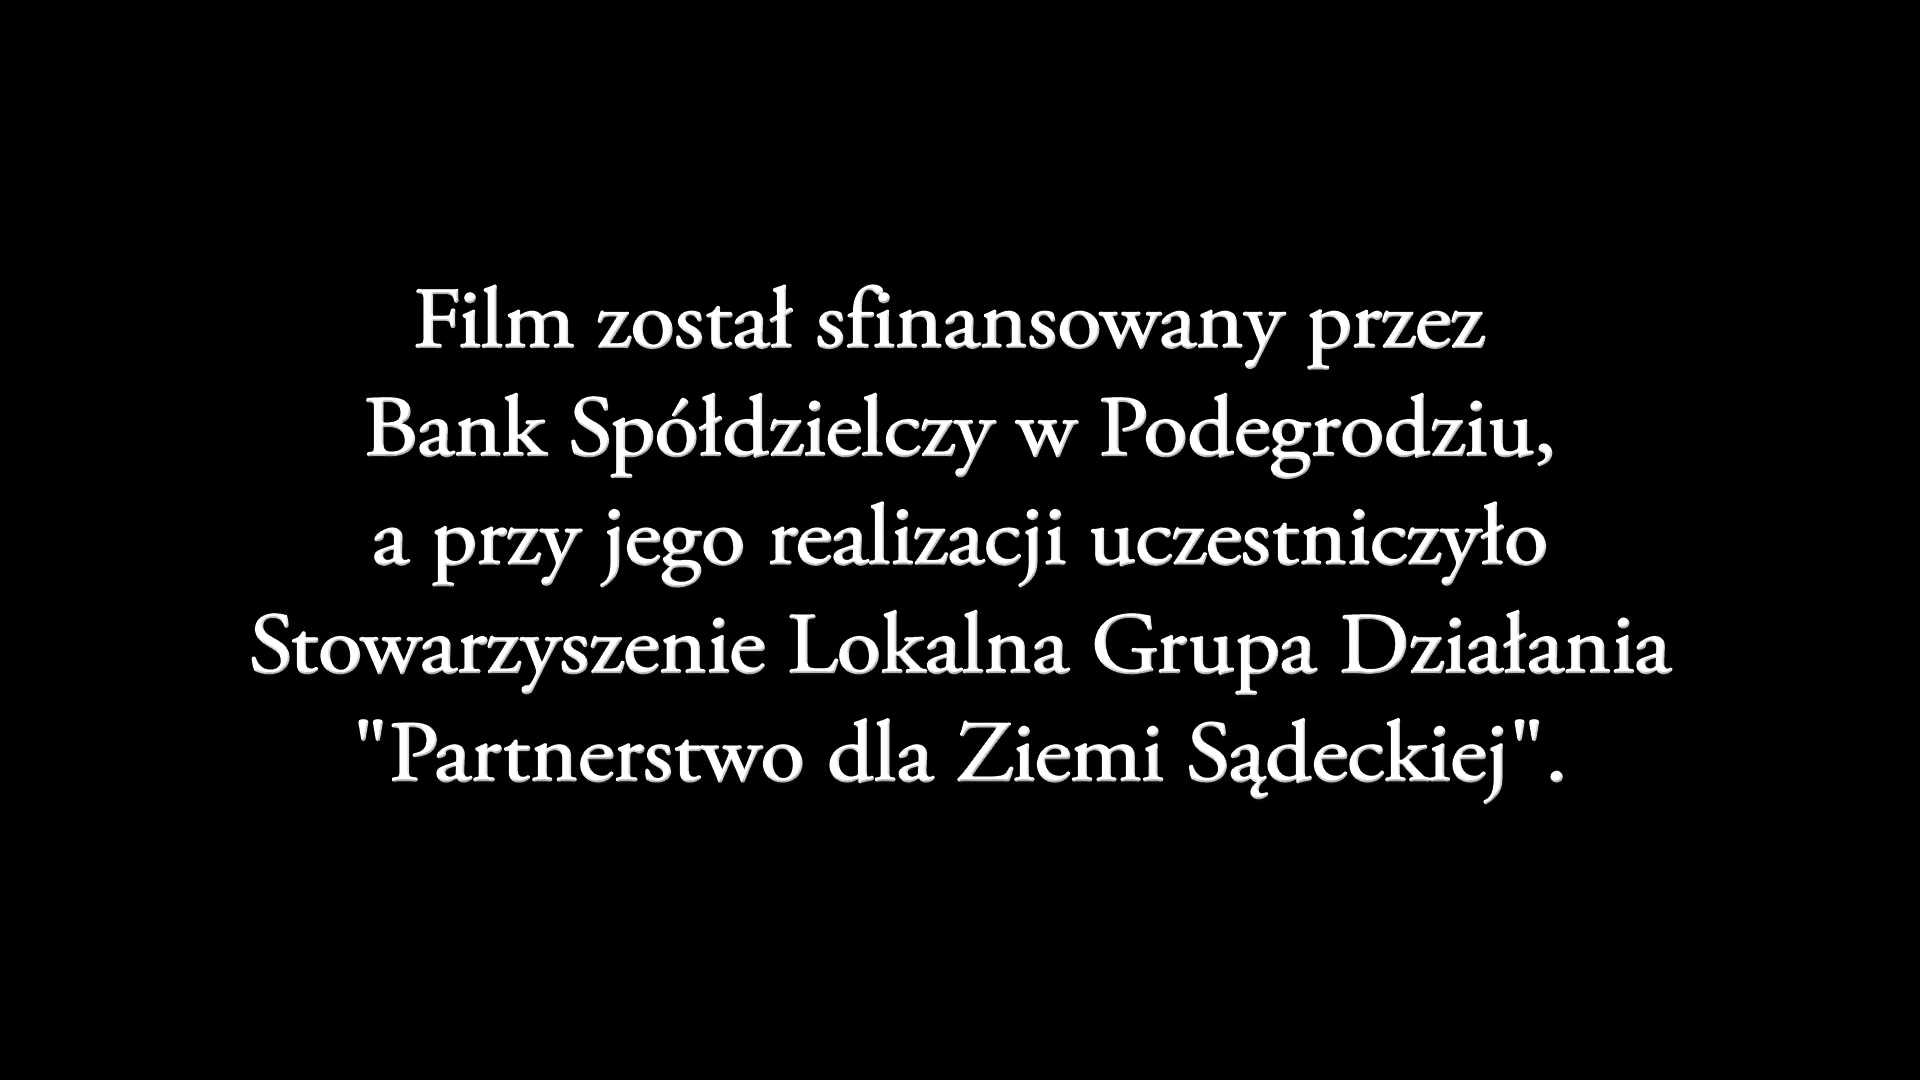 Film został sfinansowany przez
Bank Spółdzielczy w Podegrodziu,
a przy jego realizacji uczestniczyło
Stowarzyszenie Lokalna Grupa Działania
"Partnerstwo dla Ziemi Sądeckiej".